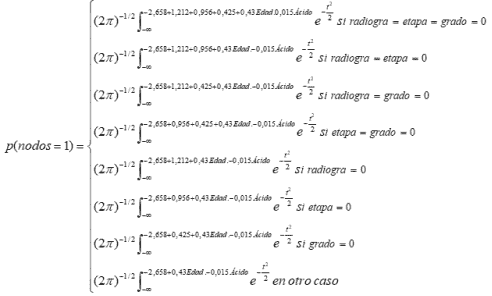 (2π)^{-1/2} ∫_{-∞}^{-2,658+1,212+0,956+0,425+0,43 Edad.0,015 Ácido} e^{-t²/2} si radiogra = etapa = grado = 0
(2π)^{-1/2} ∫_{-∞}^{-2,658+1,212+0,956+0,43 Edad.-0,015 Ácido} e^{-t²/2} si radiogra = etapa = 0
(2π)^{-1/2} ∫_{-∞}^{-2,658+1,212+0,425+0,43 Edad.-0,015 Ácido} e^{-t²/2} si radiogra = grado = 0
(2π)^{-1/2} ∫_{-∞}^{-2,658+0,956+0,425+0,43 Edad.-0,015 Ácido} e^{-t²/2} si etapa = grado = 0
p(nodos = 1) =
(2π)^{-1/2} ∫_{-∞}^{-2,658+1,212+0,43 Edad.-0,015 Ácido} e^{-t²/2} si radiogra = 0
(2π)^{-1/2} ∫_{-∞}^{-2,658+0,956+0,43 Edad.-0,015 Ácido} e^{-t²/2} si etapa = 0
(2π)^{-1/2} ∫_{-∞}^{-2,658+0,425+0,43 Edad.-0,015 Ácido} e^{-t²/2} si grado = 0
(2π)^{-1/2} ∫_{-∞}^{-2,658+0,43 Edad.-0,015 Ácido} e^{-t²/2} en otro caso